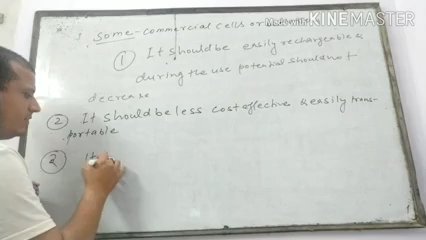 Some commercial cells or
Made with KINEMASTER
① It should be easily rechargeable &
during the use potential should not
decrease
② It should be less cost effective & easily trans-
portable
② It